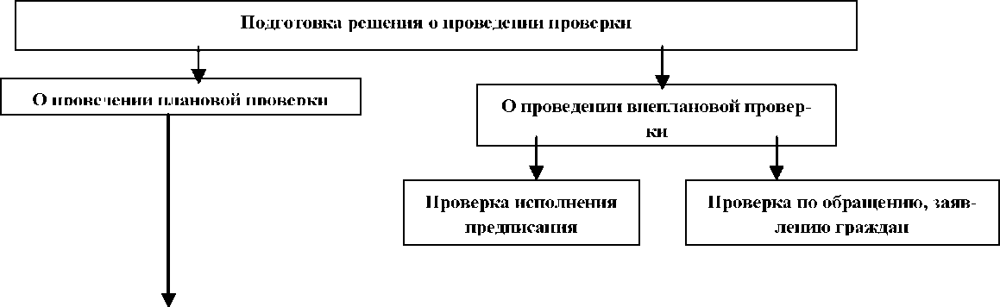 Подготовка решения о проведении проверки
О проведении плановой проверки
О проведении внеплановой провер-
ки
Проверка исполнения
предписания
Проверка по обращению, заяв-
лению граждан